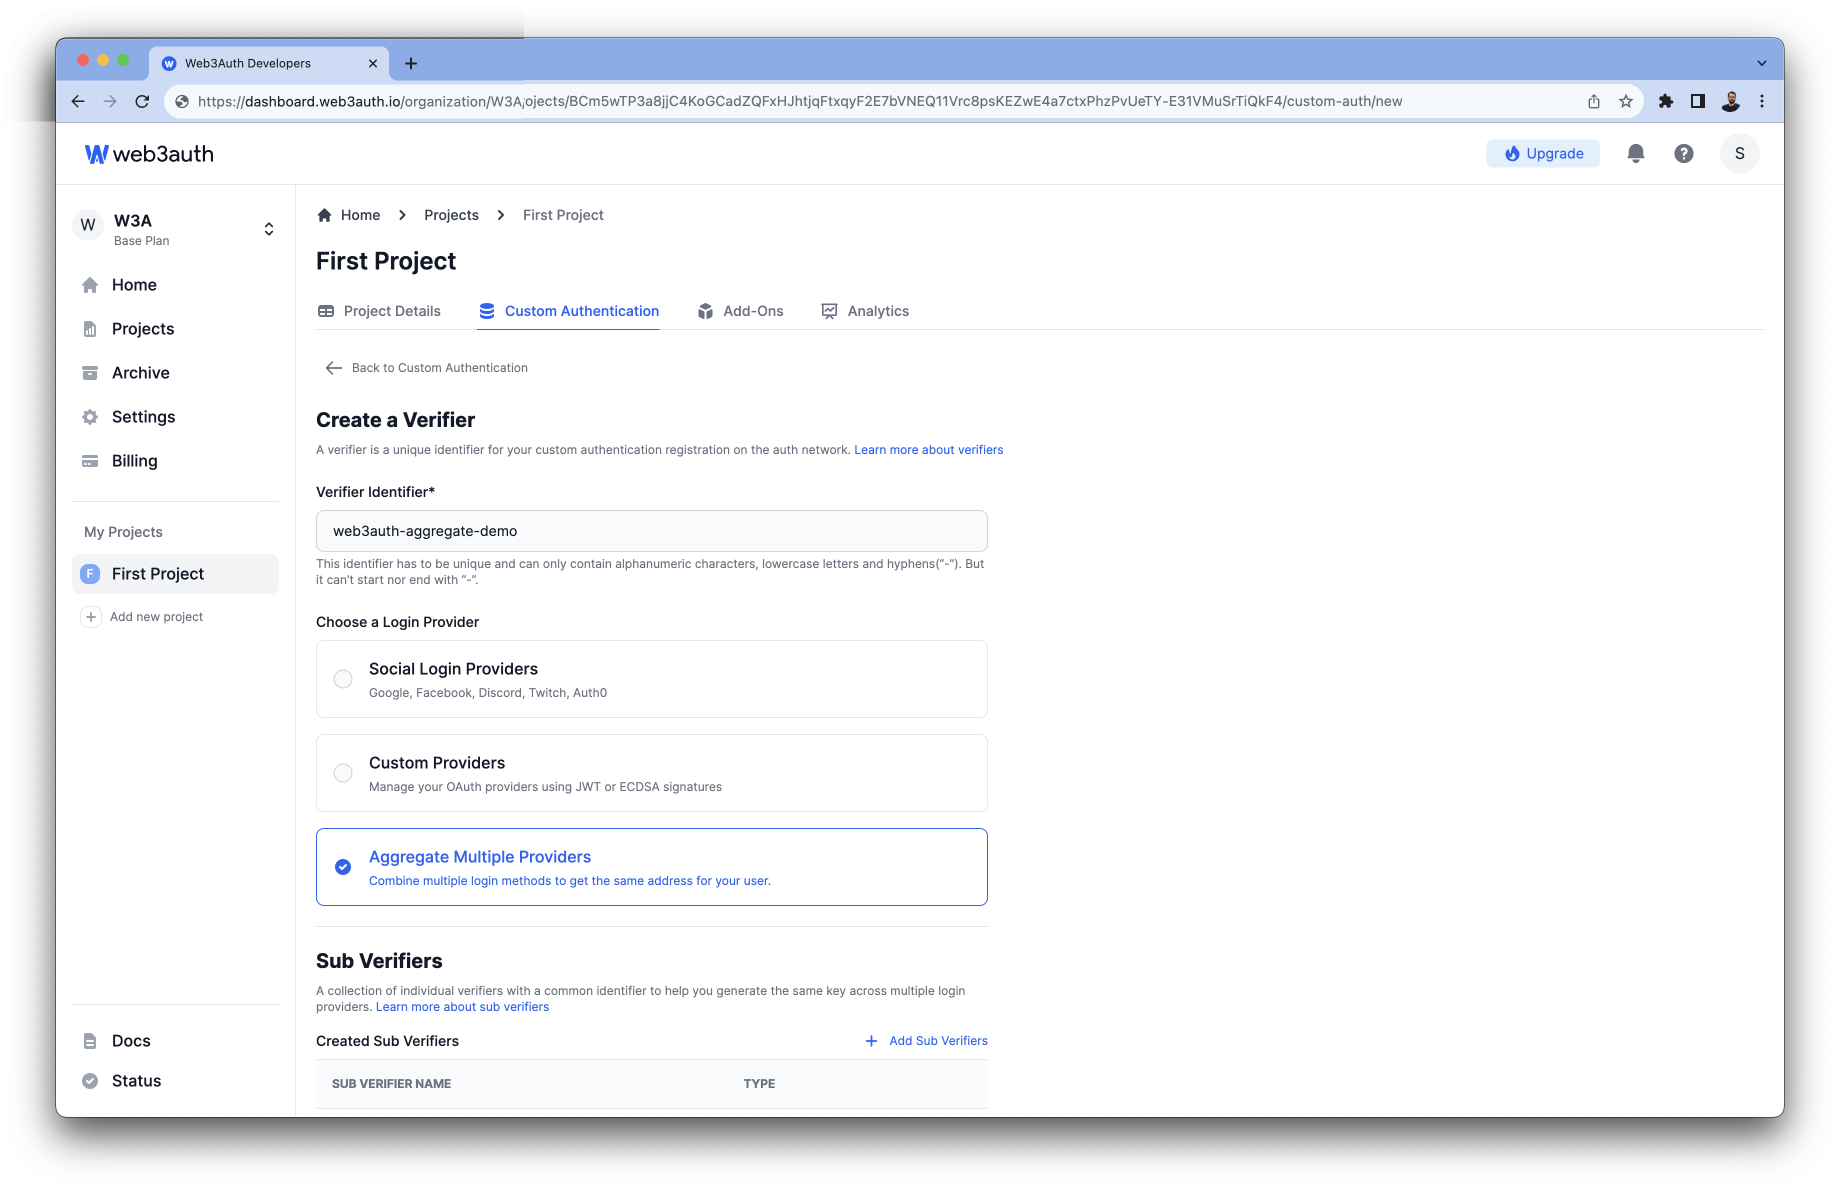 Web3Auth Developers
https://dashboard.web3auth.io/organization/W3A/ojects/BCm5wTP3a8jjC4KoGCadZQFxHJhtjqFtxqyF2E7bVNEQ11Vrc8psKEZwE4a7ctxPhzPvUeTY-E31VMuSrTiQkF4/custom-auth/new
web3auth
Upgrade
S
W
W3A
Base Plan
Home
Projects
Archive
Settings
Billing
My Projects
F
First Project
Add new project
Docs
Status
Home
Projects
First Project
First Project
Project Details
Custom Authentication
Add-Ons
Analytics
Back to Custom Authentication
Create a Verifier
A verifier is a unique identifier for your custom authentication registration on the auth network. Learn more about verifiers
Verifier Identifier*
web3auth-aggregate-demo
This identifier has to be unique and can only contain alphanumeric characters, lowercase letters and hyphens(“-”). But
it can’t start nor end with “-”.
Choose a Login Provider
Social Login Providers
Google, Facebook, Discord, Twitch, Auth0
Custom Providers
Manage your OAuth providers using JWT or ECDSA signatures
Aggregate Multiple Providers
Combine multiple login methods to get the same address for your user.
Sub Verifiers
A collection of individual verifiers with a common identifier to help you generate the same key across multiple login
providers. Learn more about sub verifiers
Created Sub Verifiers
Add Sub Verifiers
SUB VERIFIER NAME
TYPE